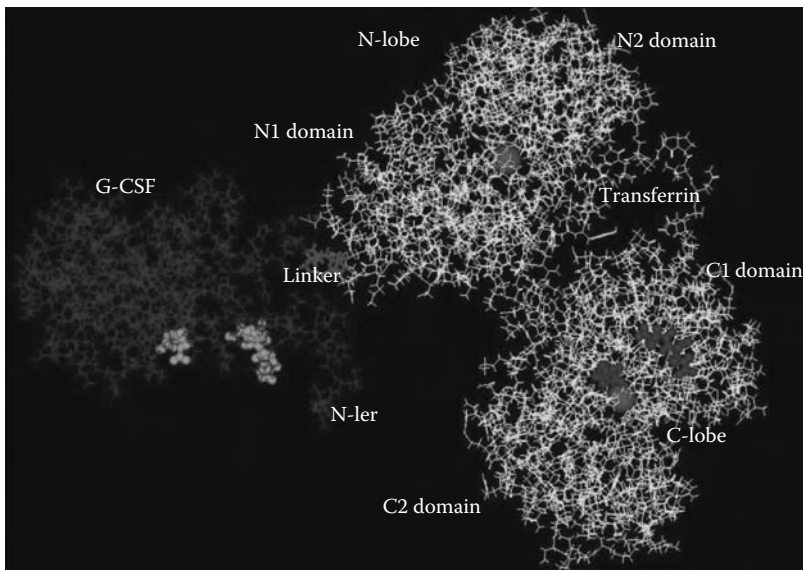 N-lobe
N2 domain
N1 domain
G-CSF
Transferrin
Linker
C1 domain
N-ler
C-lobe
C2 domain